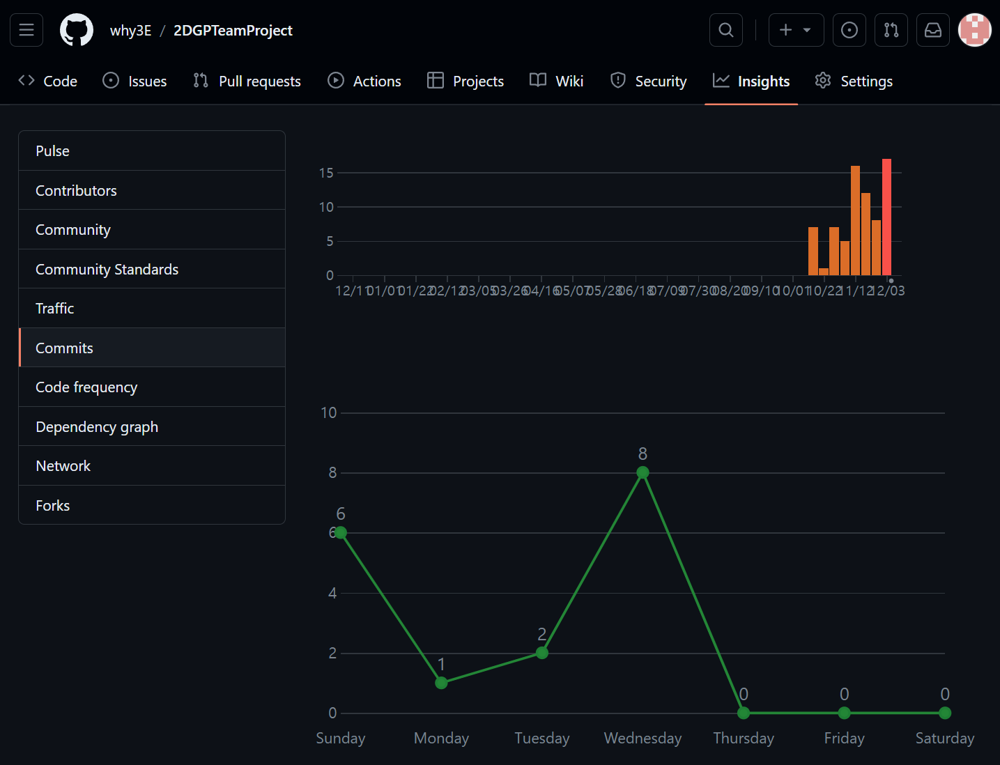 why3E / 2DGPTeamProject
Code Issues Pull requests Actions Projects Wiki Security Insights Settings
Pulse
Contributors
Community
Community Standards
Traffic
Commits
Code frequency
Dependency graph
Network
Forks
15
10
5
0
12/11 01/01 01/22 02/12 03/05 03/26 04/16 05/07 05/28 06/18 07/09 07/30 08/20 09/10 10/01 10/22 11/12 12/03
10
8
8
6
6
4
2
2
1
0
0 0 0
Sunday Monday Tuesday Wednesday Thursday Friday Saturday